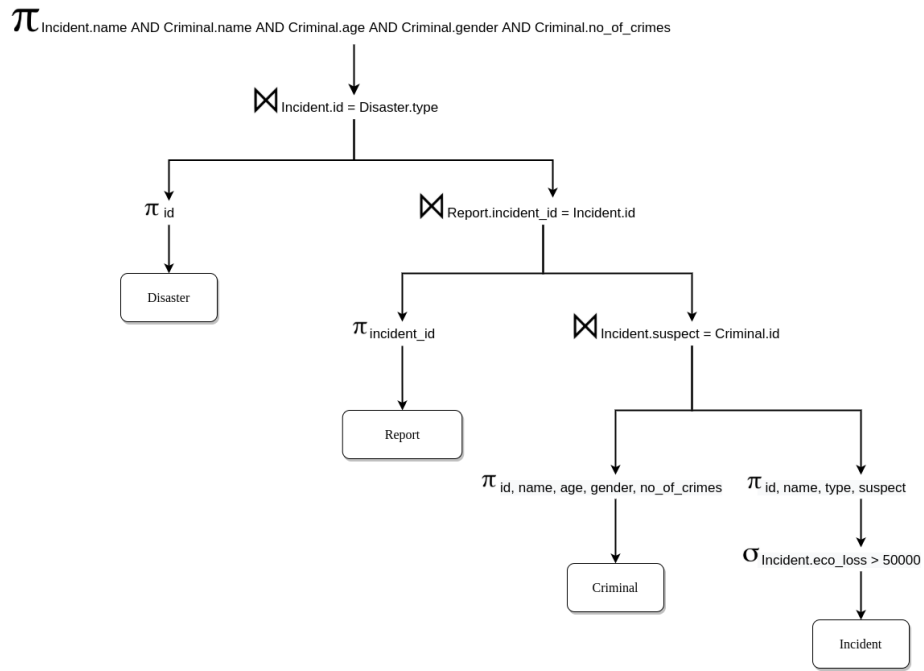 π Incident.name AND Criminal.name AND Criminal.age AND Criminal.gender AND Criminal.no_of_crimes
⋈ Incident.id = Disaster.type
π id
⋈ Report.incident_id = Incident.id
Disaster
π incident_id
⋈ Incident.suspect = Criminal.id
Report
π id, name, age, gender, no_of_crimes
π id, name, type, suspect
σ Incident.eco_loss > 50000
Criminal
Incident